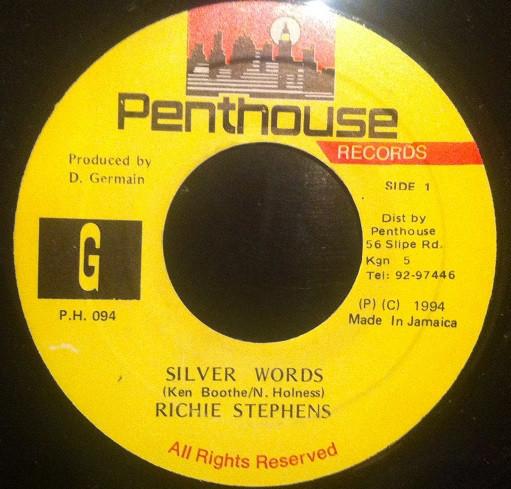 Penthouse
RECORDS
Produced by
D. Germain
SIDE 1
Dist by
Penthouse
56 Slipe Rd.
Kgn 5
Tel: 92-97446
G
P.H. 094
(P) (C) 1994
Made In Jamaica
SILVER WORDS
(Ken Boothe/N. Holness)
RICHIE STEPHENS
All Rights Reserved